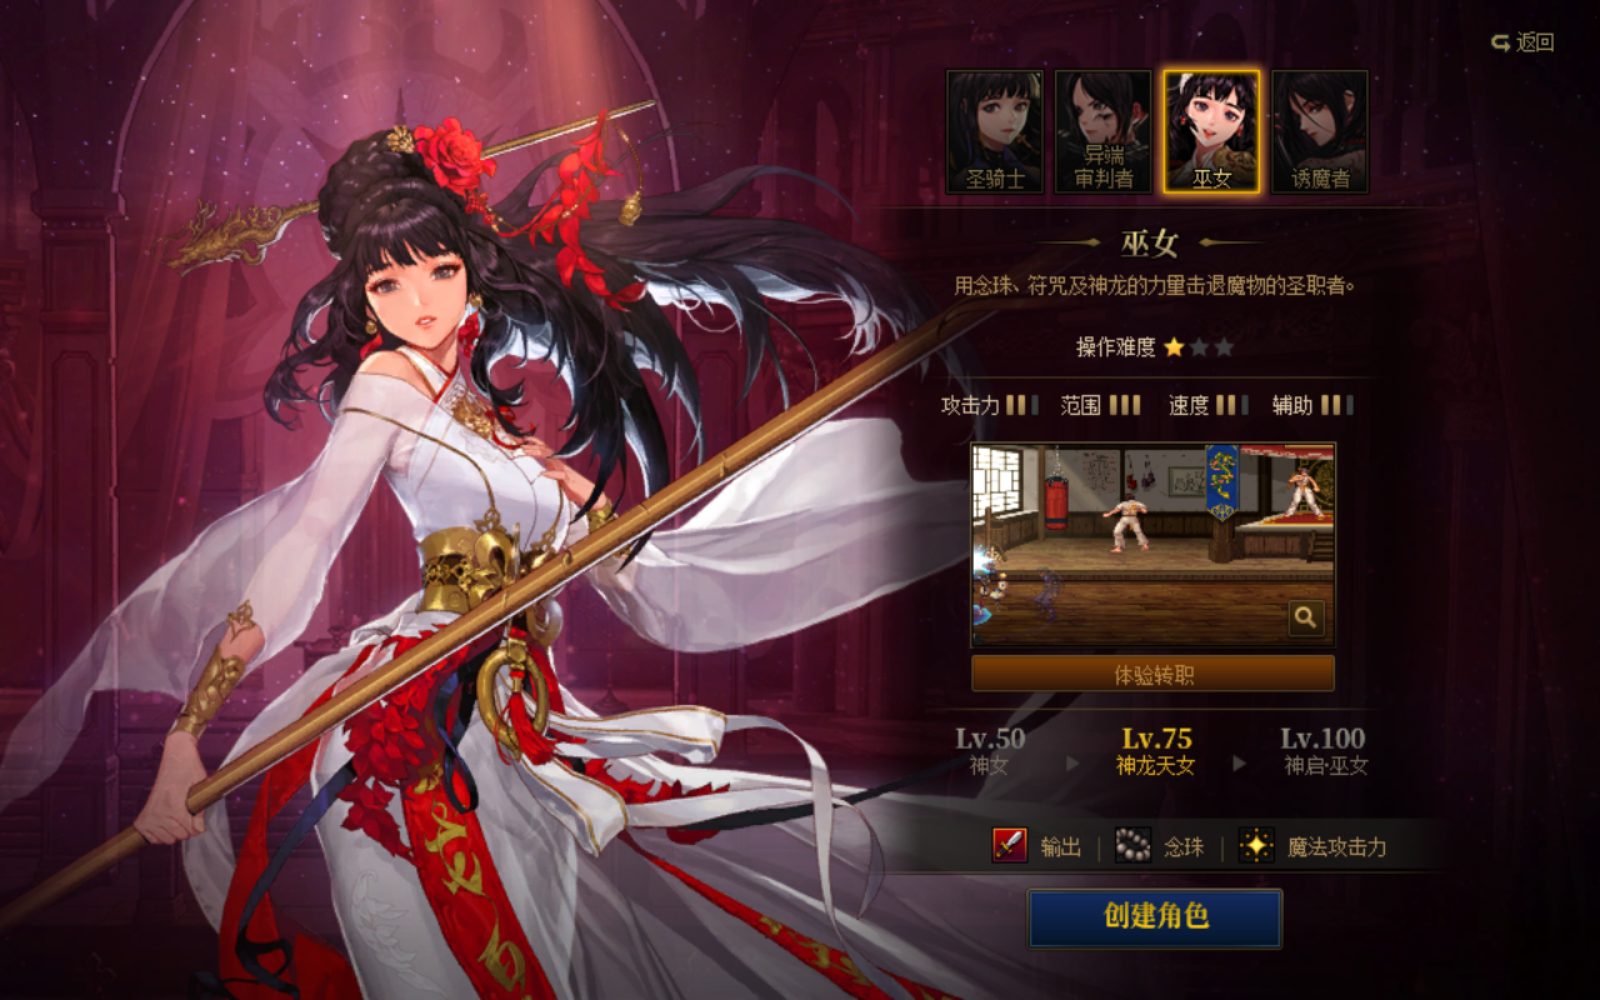 返回
圣骑士
异端
审判者
巫女
诱魔者
巫女
用念珠、符咒及神龙的力量击退魔物的圣职者。
操作难度
攻击力 范围 速度 辅助
体验转职
Lv.50 Lv.75 Lv.100
神女 神龙天女 神启·巫女
输出 | 念珠 | 魔法攻击力
创建角色